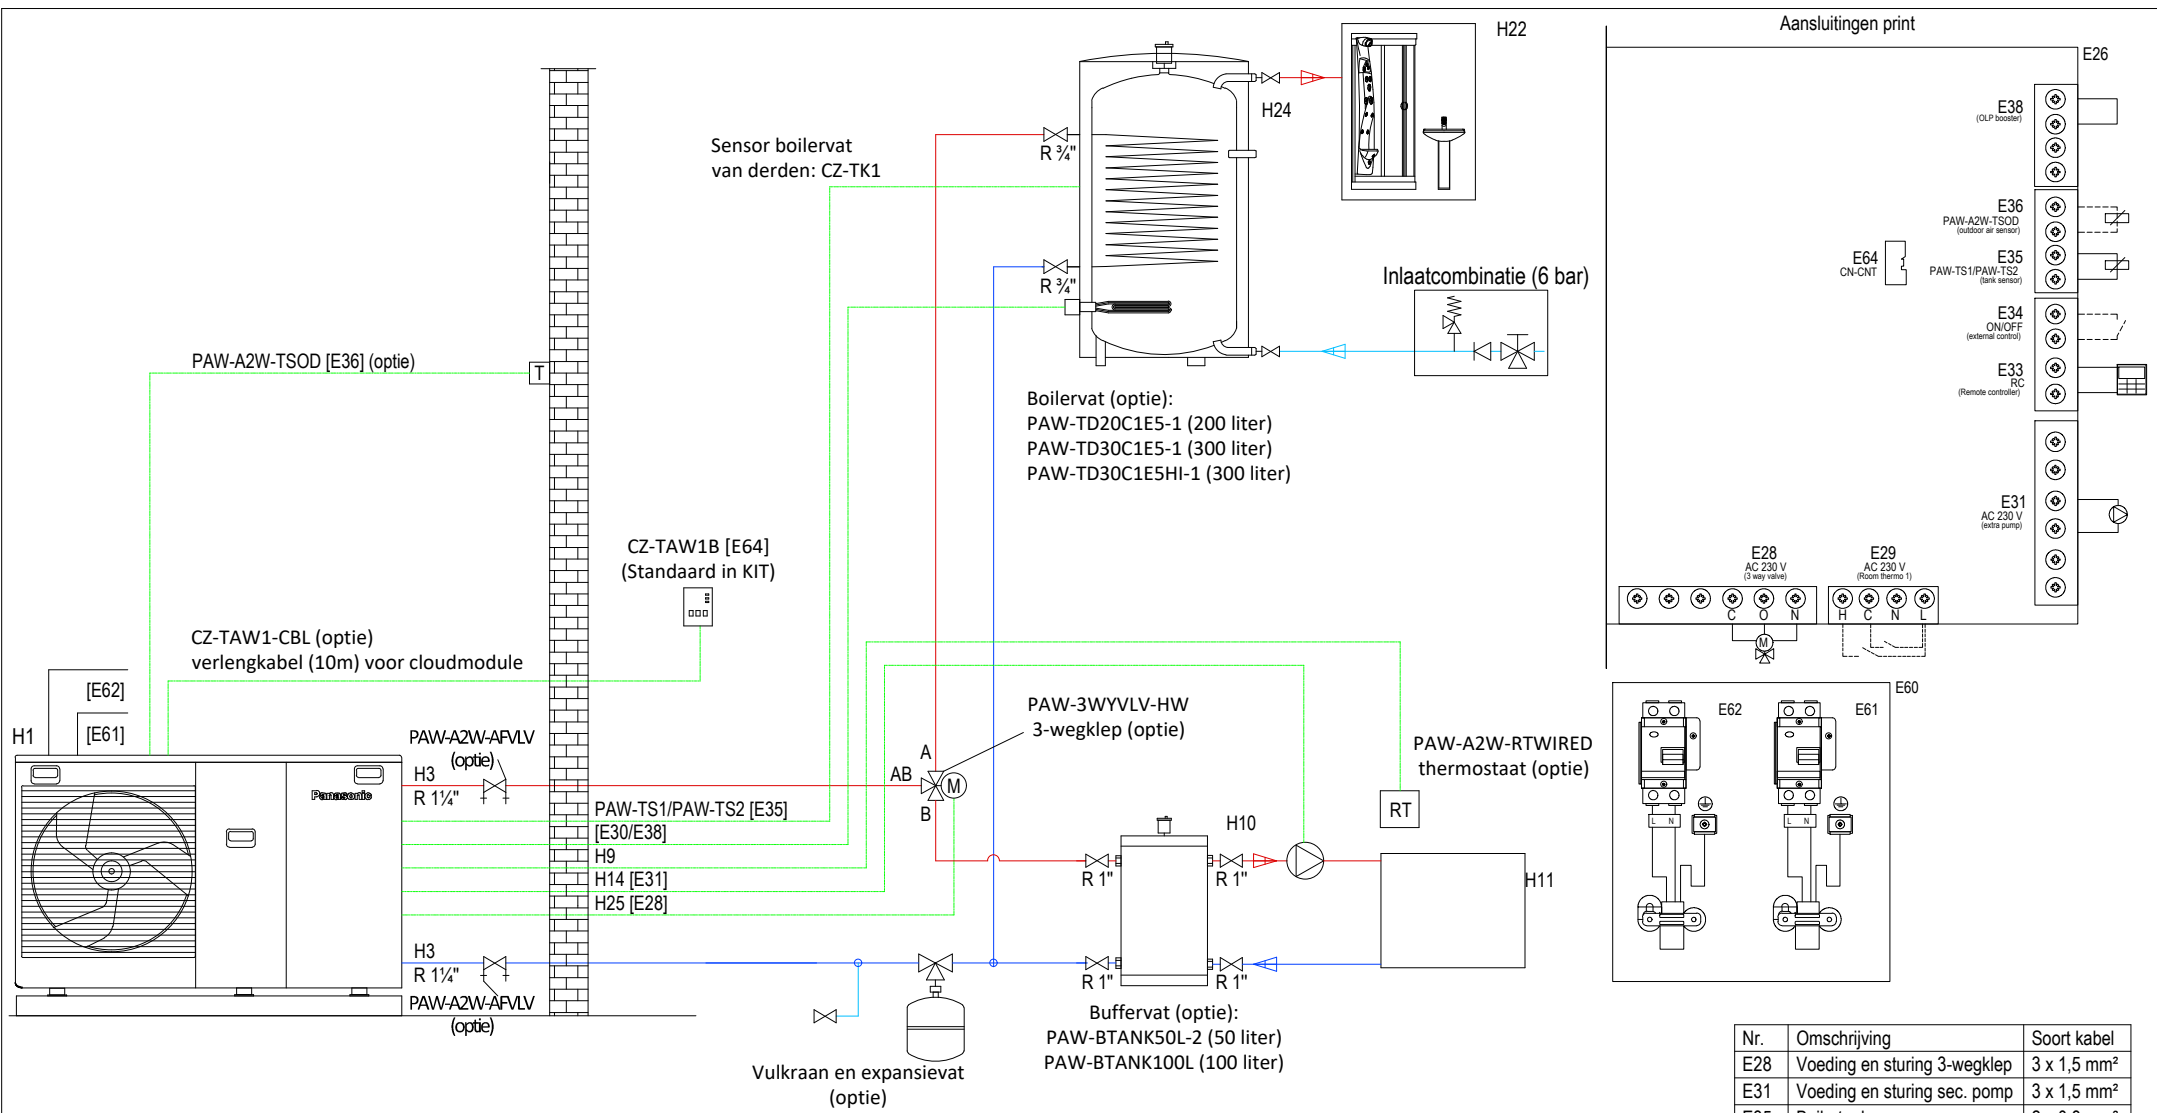 Aansluitingen print
H22
E26
H24
E38
(OLP booster)
Sensor boilervat
van derden: CZ-TK1
R ¾"
E36
PAW-A2W-TSOD
(outdoor air sensor)
E64
CN-CNT
E35
PAW-TS1/PAW-TS2
(tank sensor)
R ¾"
Inlaatcombinatie (6 bar)
E34
ON/OFF
(external control)
PAW-A2W-TSOD [E36] (optie)
T
E33
RC
(Remote controller)
Boilervat (optie):
PAW-TD20C1E5-1 (200 liter)
PAW-TD30C1E5-1 (300 liter)
PAW-TD30C1E5HI-1 (300 liter)
E31
AC 230 V
(extra pump)
CZ-TAW1B [E64]
(Standaard in KIT)
E28
AC 230 V
(3 way valve)
E29
AC 230 V
(Room thermo 1)
C O N
H C N L
M
CZ-TAW1-CBL (optie)
verlengkabel (10m) voor cloudmodule
[E62]
[E61]
H1
PAW-A2W-AFVLV
(optie)
H3
R 1¼"
Panasonic
PAW-3WYVLV-HW
3-wegklep (optie)
A
AB
M
B
PAW-A2W-RTWIRED
thermostaat (optie)
RT
E60
E62
E61
L N
L N
PAW-TS1/PAW-TS2 [E35]
[E30/E38]
H9
H14 [E31]
H25 [E28]
H10
R 1"
R 1"
H11
H3
R 1¼"
PAW-A2W-AFVLV
(optie)
R 1"
R 1"
Buffervat (optie):
PAW-BTANK50L-2 (50 liter)
PAW-BTANK100L (100 liter)
Vulkraan en expansievat
(optie)
Nr. Omschrijving Soort kabel
E28 Voeding en sturing 3-wegklep 3 x 1,5 mm²
E31 Voeding en sturing sec. pomp 3 x 1,5 mm²